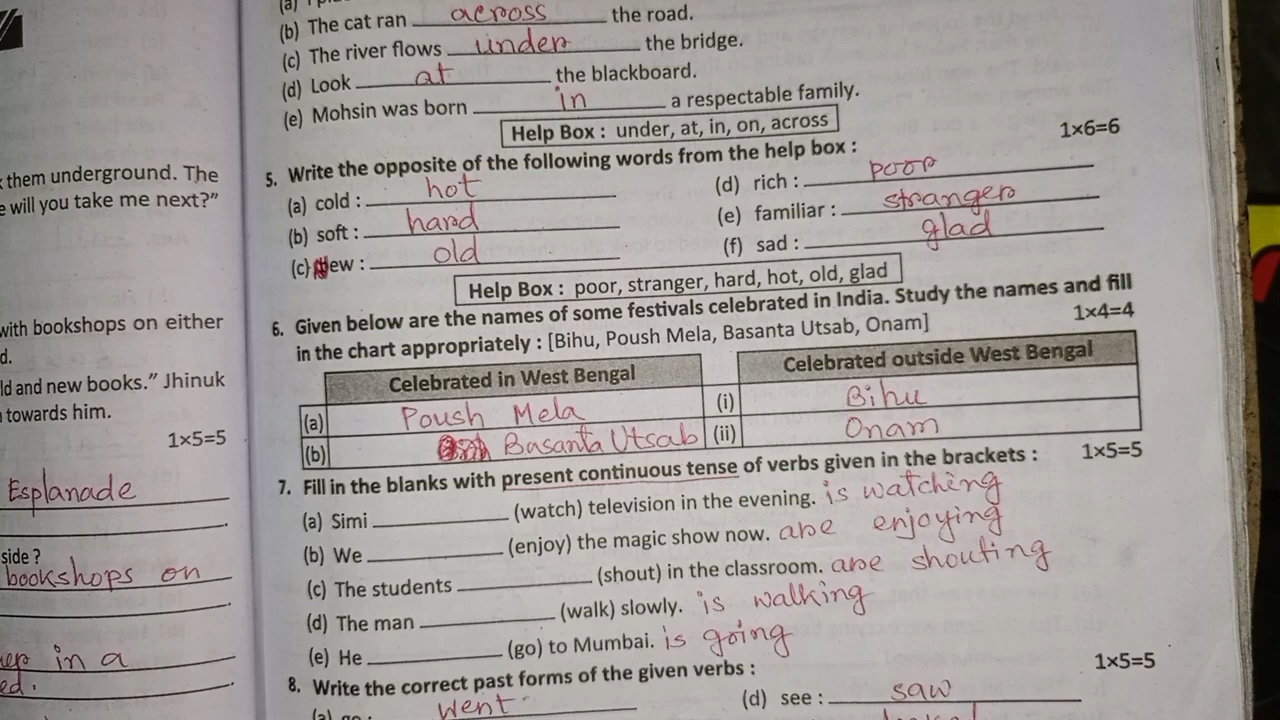 (b) The cat ran across the road.
(c) The river flows under the bridge.
(d) Look at the blackboard.
(e) Mohsin was born in a respectable family.
Help Box : under, at, in, on, across
5. Write the opposite of the following words from the help box : 1×6=6
(a) cold : hot (d) rich : poor
(b) soft : hard (e) familiar : stranger
(c) new : old (f) sad : glad
Help Box : poor, stranger, hard, hot, old, glad
6. Given below are the names of some festivals celebrated in India. Study the names and fill
in the chart appropriately : [Bihu, Poush Mela, Basanta Utsab, Onam] 1×4=4
Celebrated in West Bengal Celebrated outside West Bengal
(a) Poush Mela (i) Bihu
(b) Basanta Utsab (ii) Onam
7. Fill in the blanks with present continuous tense of verbs given in the brackets : 1×5=5
(a) Simi (watch) television in the evening. is watching
(b) We (enjoy) the magic show now. are enjoying
(c) The students (shout) in the classroom. are shouting
(d) The man (walk) slowly. is walking
(e) He (go) to Mumbai. is going
8. Write the correct past forms of the given verbs : 1×5=5
went (d) see : saw
them underground. The
will you take me next?”
with bookshops on either
d.
ld and new books.” Jhinuk
towards him.
1×5=5
Esplanade
side ?
bookshops on
in a
ed.